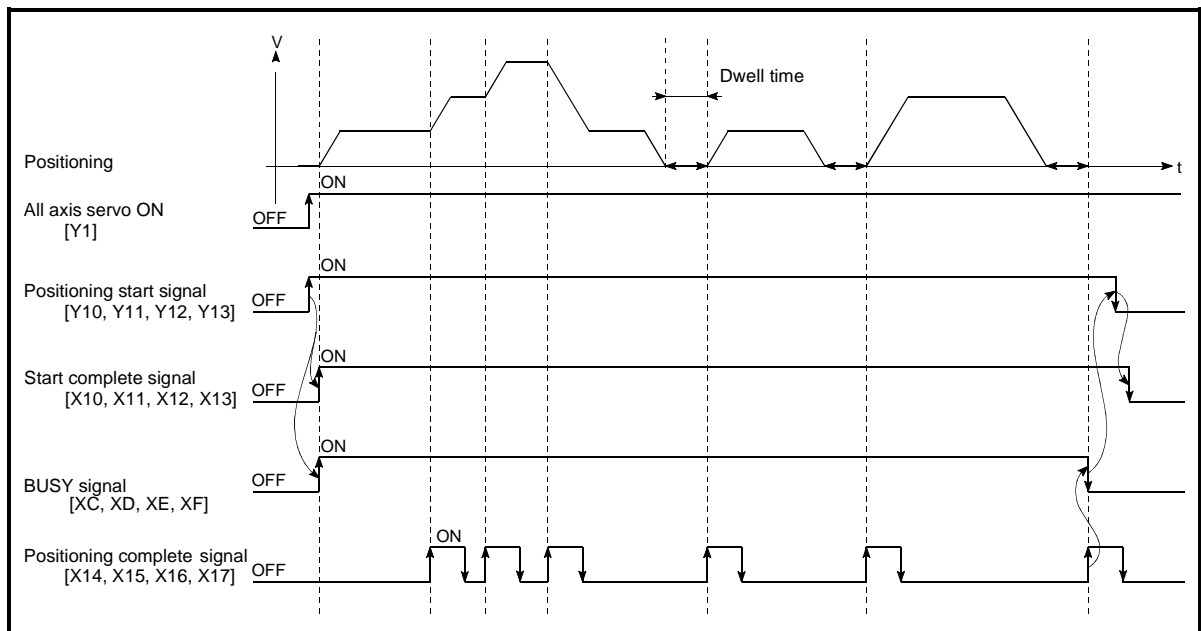 V
Dwell time
Positioning
t
ON
All axis servo ON
OFF
[Y1]
ON
Positioning start signal
OFF
[Y10, Y11, Y12, Y13]
ON
Start complete signal
OFF
[X10, X11, X12, X13]
ON
BUSY signal
OFF
[XC, XD, XE, XF]
ON
Positioning complete signal
OFF
[X14, X15, X16, X17]